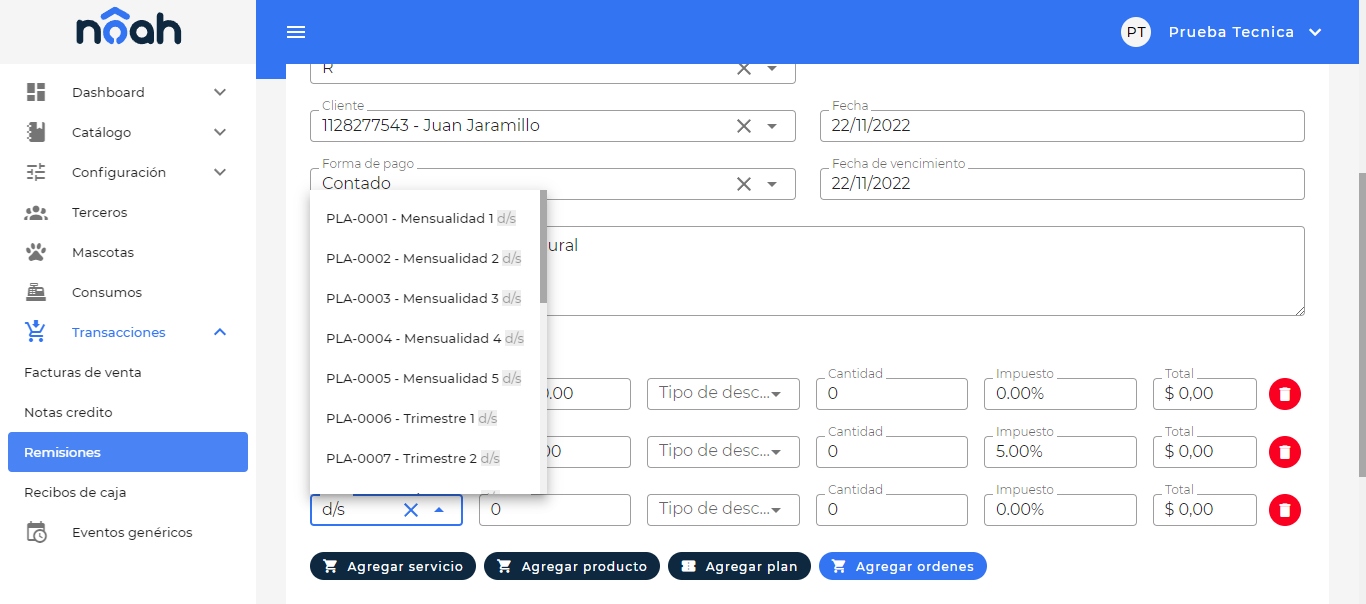 nôah
PT Prueba Tecnica
Dashboard
Catálogo
Configuración
Terceros
Mascotas
Consumos
Transacciones
Facturas de venta
Notas credito
Remisiones
Recibos de caja
Eventos genéricos
R
Cliente
1128277543 - Juan Jaramillo
Fecha
22/11/2022
Forma de pago
Contado
Fecha de vencimiento
22/11/2022
PLA-0001 - Mensualidad 1 d/s
PLA-0002 - Mensualidad 2 d/s
PLA-0003 - Mensualidad 3 d/s
PLA-0004 - Mensualidad 4 d/s
PLA-0005 - Mensualidad 5 d/s
PLA-0006 - Trimestre 1 d/s
PLA-0007 - Trimestre 2 d/s
ural
0.00
Tipo de desc...
Cantidad
0
Impuesto
0.00%
Total
$ 0,00
00
Tipo de desc...
Cantidad
0
Impuesto
5.00%
Total
$ 0,00
d/s
0
Tipo de desc...
Cantidad
0
Impuesto
0.00%
Total
$ 0,00
Agregar servicio
Agregar producto
Agregar plan
Agregar ordenes